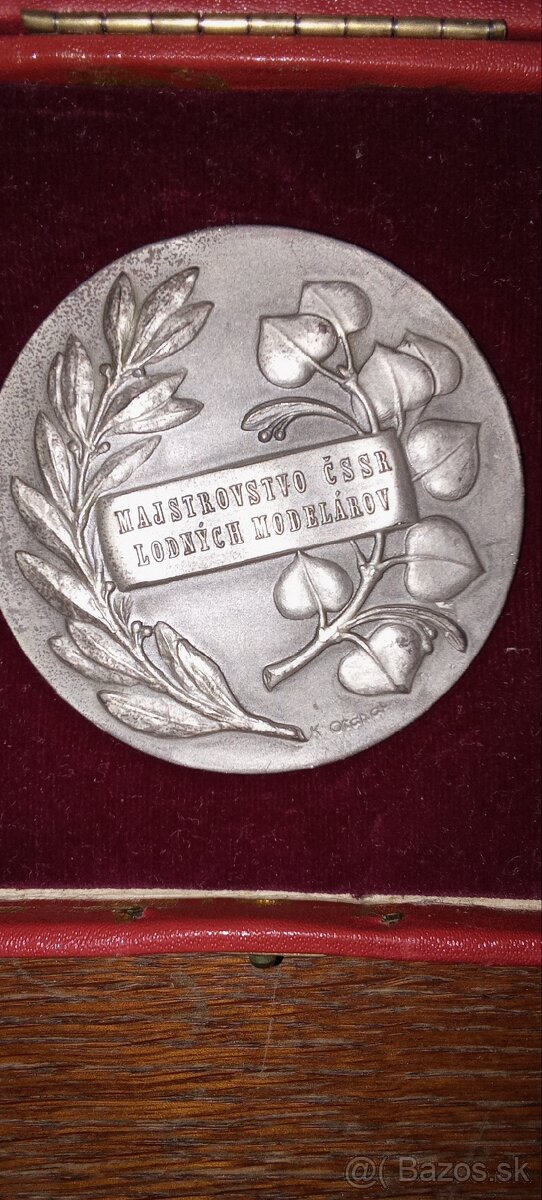 MAJSTROVSTVO ČSSR
LODNÝCH MODELÁROV
@( Bazos.sk